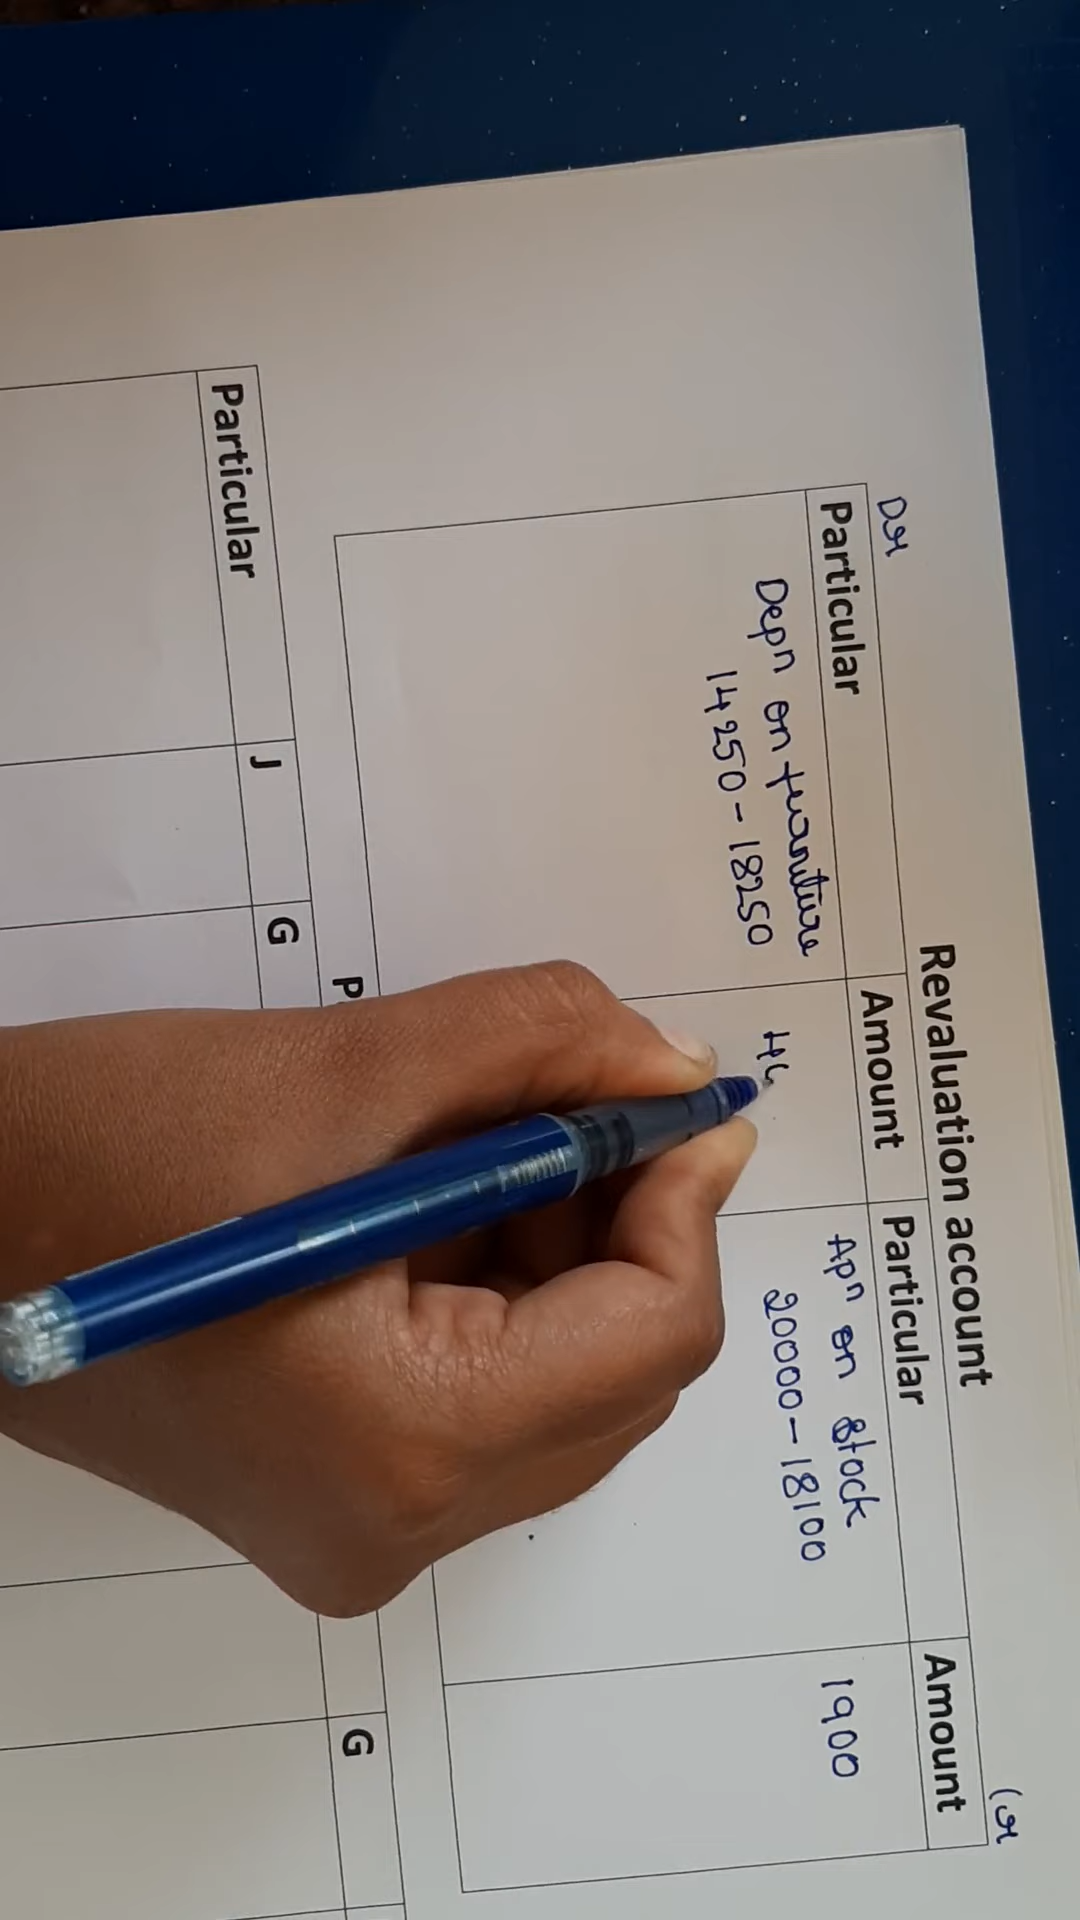 Revaluation account
Dr
Cr
Particular Amount Particular Amount
Depn on furniture
14250-18250
40
Apn on stock
20000-18100
1900
Particular J G
G